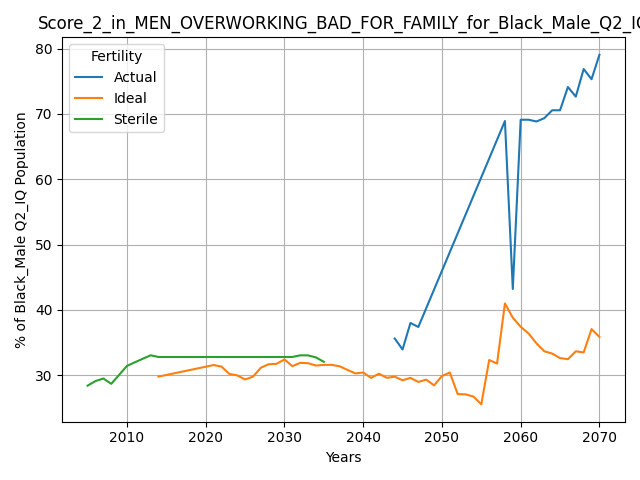 Score_2_in_MEN_OVERWORKING_BAD_FOR_FAMILY_for_Black_Male_Q2_IQ
80
70
60
50
40
30
% of Black_Male Q2_IQ Population
Fertility
Actual
Ideal
Sterile
2010 2020 2030 2040 2050 2060 2070
Years